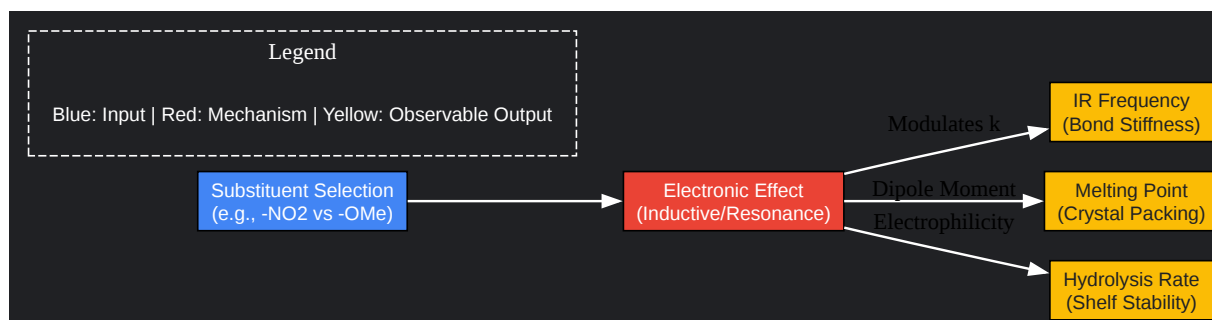 Legend
Blue: Input | Red: Mechanism | Yellow: Observable Output
Substituent Selection
(e.g., -NO2 vs -OMe)
Electronic Effect
(Inductive/Resonance)
Modulates k
Dipole Moment
Electrophilicity
IR Frequency
(Bond Stiffness)
Melting Point
(Crystal Packing)
Hydrolysis Rate
(Shelf Stability)